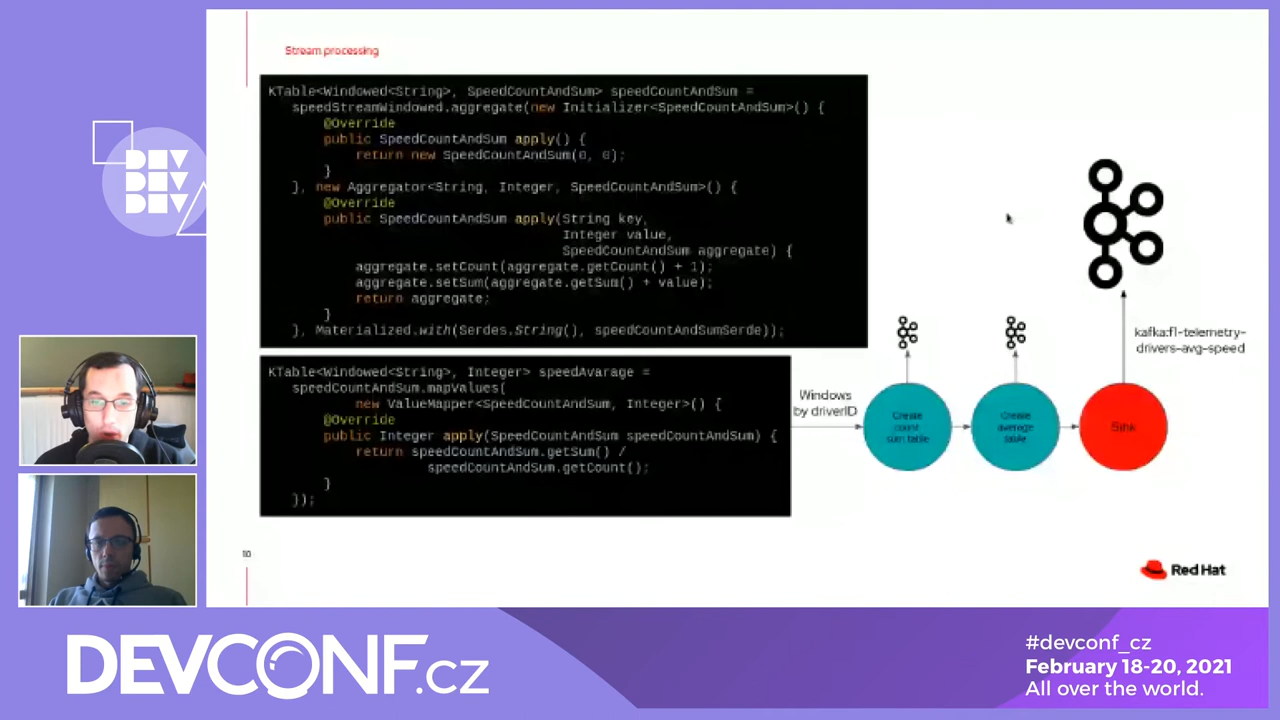 Stream processing
KTable<Windowed<String>, SpeedCountAndSum> speedCountAndSum =
speedStreamWindowed.aggregate(new Initializer<SpeedCountAndSum>() {
@Override
public SpeedCountAndSum apply() {
return new SpeedCountAndSum(0, 0);
}
}, new Aggregator<String, Integer, SpeedCountAndSum>() {
@Override
public SpeedCountAndSum apply(String key,
Integer value,
SpeedCountAndSum aggregate) {
aggregate.setCount(aggregate.getCount() + 1);
aggregate.setSum(aggregate.getSum() + value);
return aggregate;
}
}, Materialized.with(Serdes.String(), speedCountAndSumSerde));
KTable<Windowed<String>, Integer> speedAvarage =
speedCountAndSum.mapValues(
new ValueMapper<SpeedCountAndSum, Integer>() {
@Override
public Integer apply(SpeedCountAndSum speedCountAndSum) {
return speedCountAndSum.getSum() /
speedCountAndSum.getCount();
}
});
Windows
by driverID
Create
count
sum table
Create
average
table
Sink
kafka:f1-telemetry-
drivers-avg-speed
10
Red Hat
DEV
DEV
DEV
DEVCONF.cz
#devconf_cz
February 18-20, 2021
All over the world.